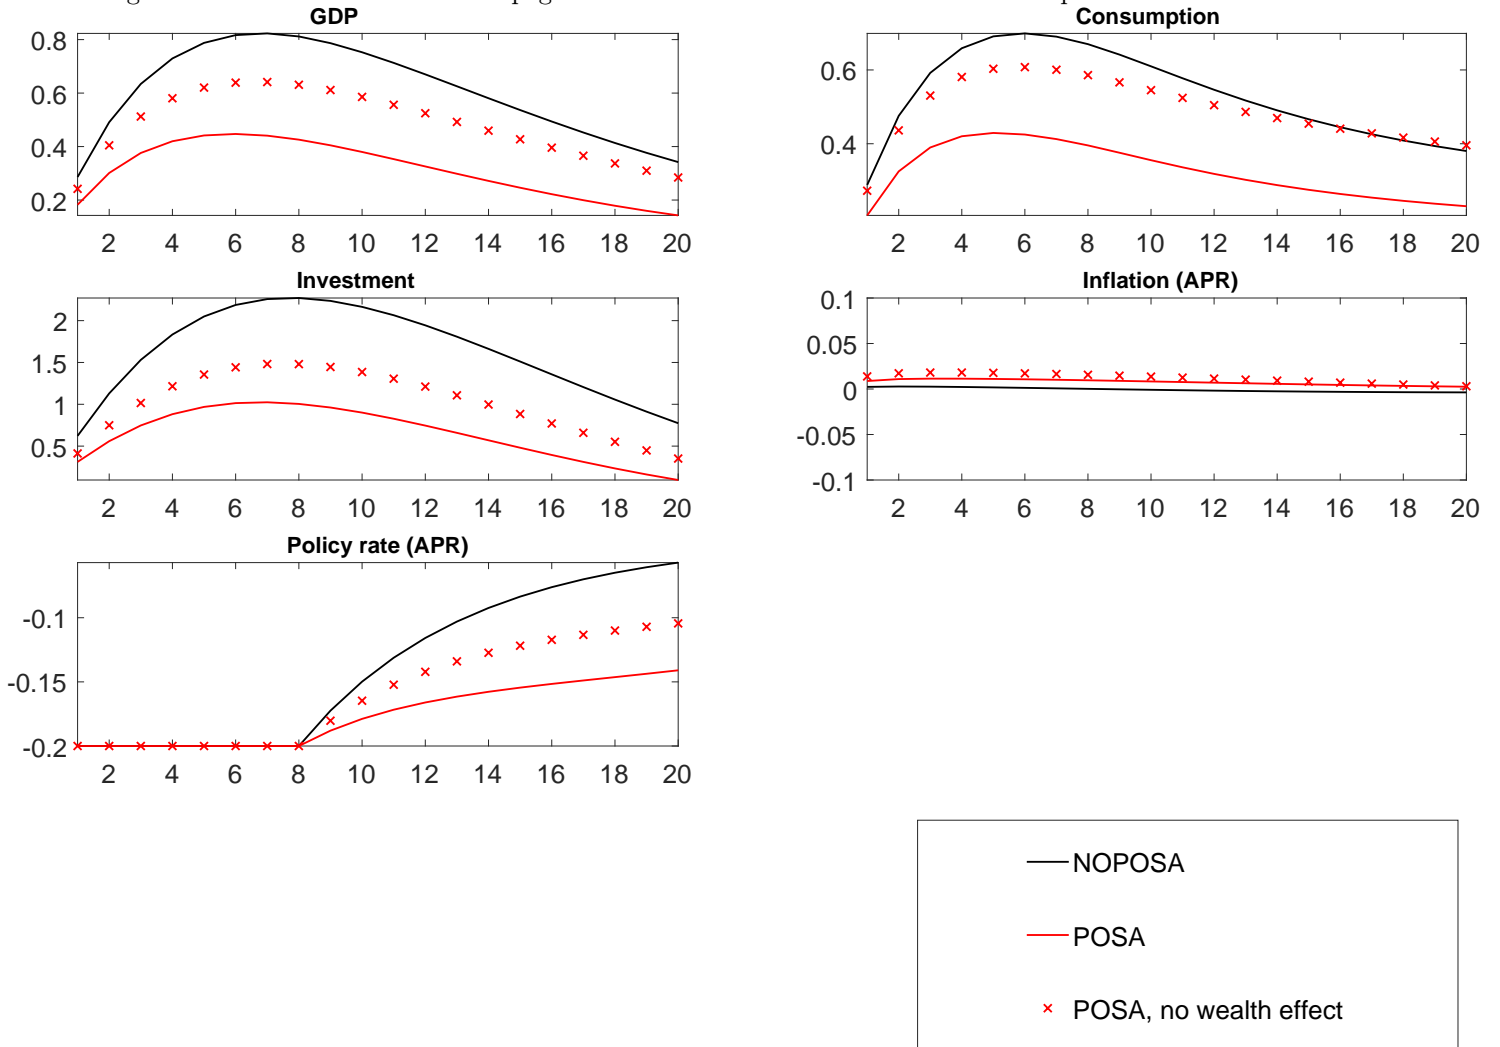 GDP
0.8
0.6
0.4
0.2
2 4 6 8 10 12 14 16 18 20
Consumption
0.6
0.4
2 4 6 8 10 12 14 16 18 20
Investment
2
1.5
1
0.5
2 4 6 8 10 12 14 16 18 20
Inflation (APR)
0.1
0.05
0
-0.05
-0.1
2 4 6 8 10 12 14 16 18 20
Policy rate (APR)
-0.1
-0.15
-0.2
2 4 6 8 10 12 14 16 18 20
NOPOSA
POSA
POSA, no wealth effect